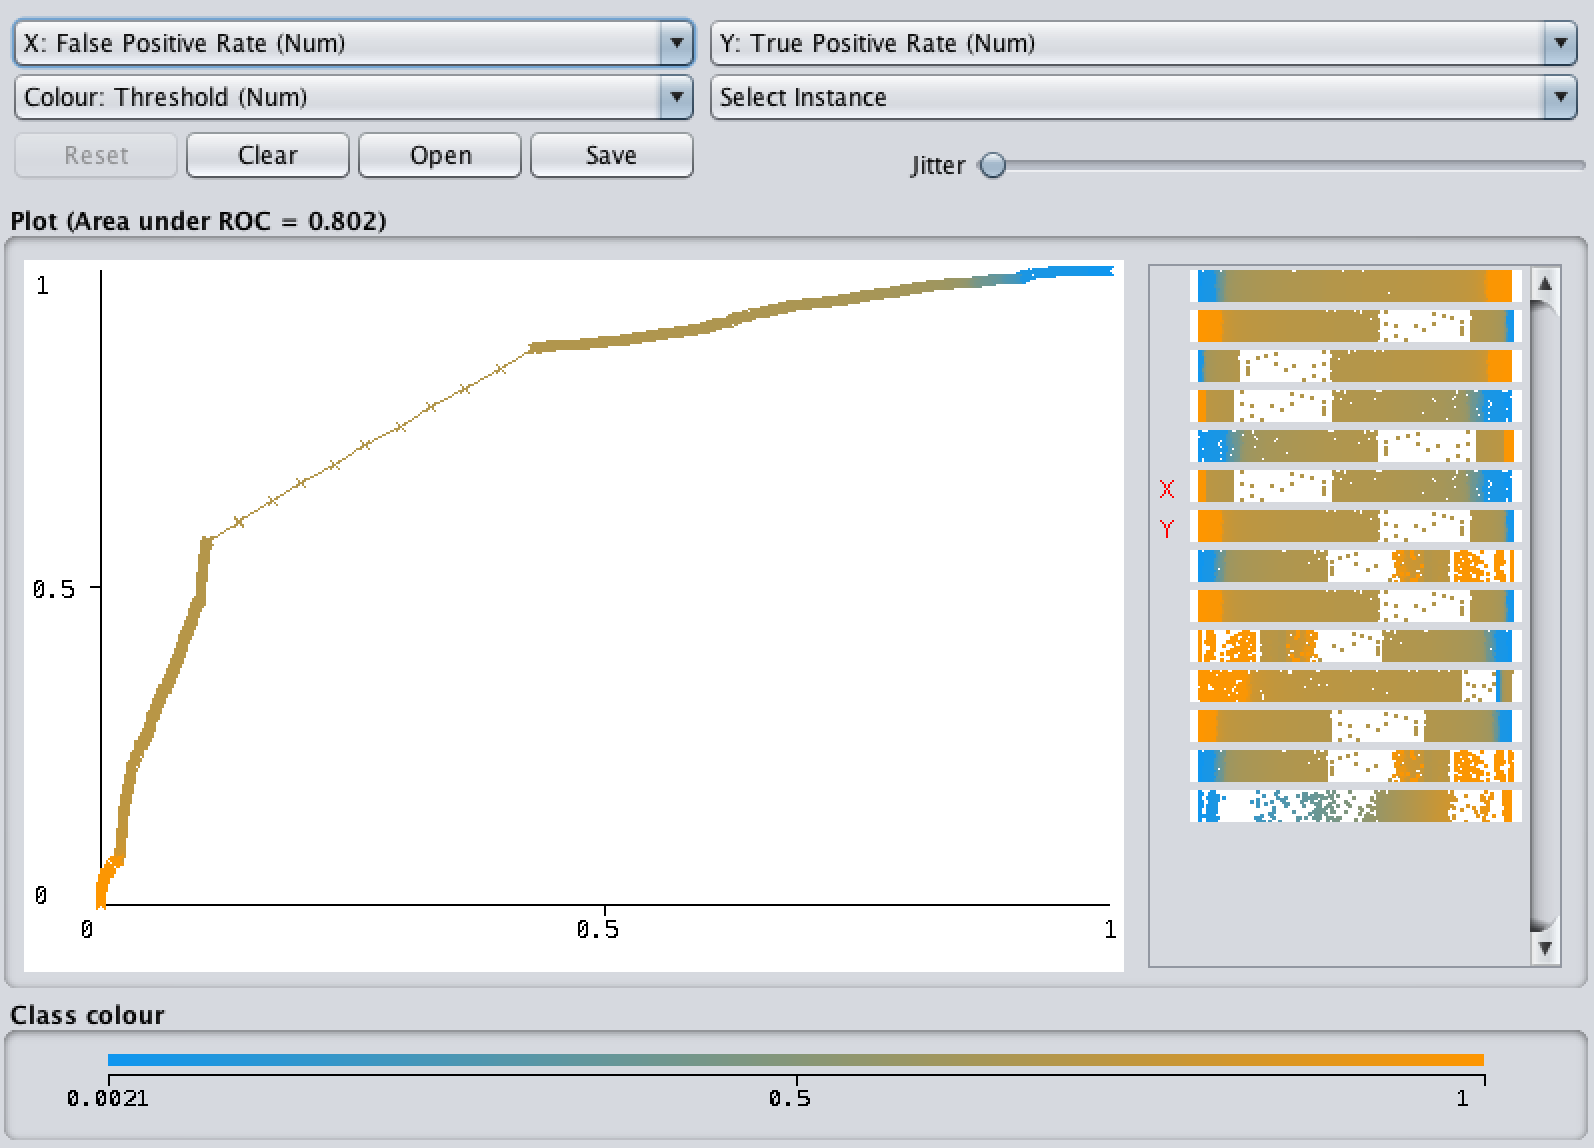 X: False Positive Rate (Num)
Y: True Positive Rate (Num)
Colour: Threshold (Num)
Select Instance
Reset
Clear
Open
Save
Jitter
Plot (Area under ROC = 0.802)
1
0.5
0
0
0.5
1
X
Y
Class colour
0.0021
0.5
1